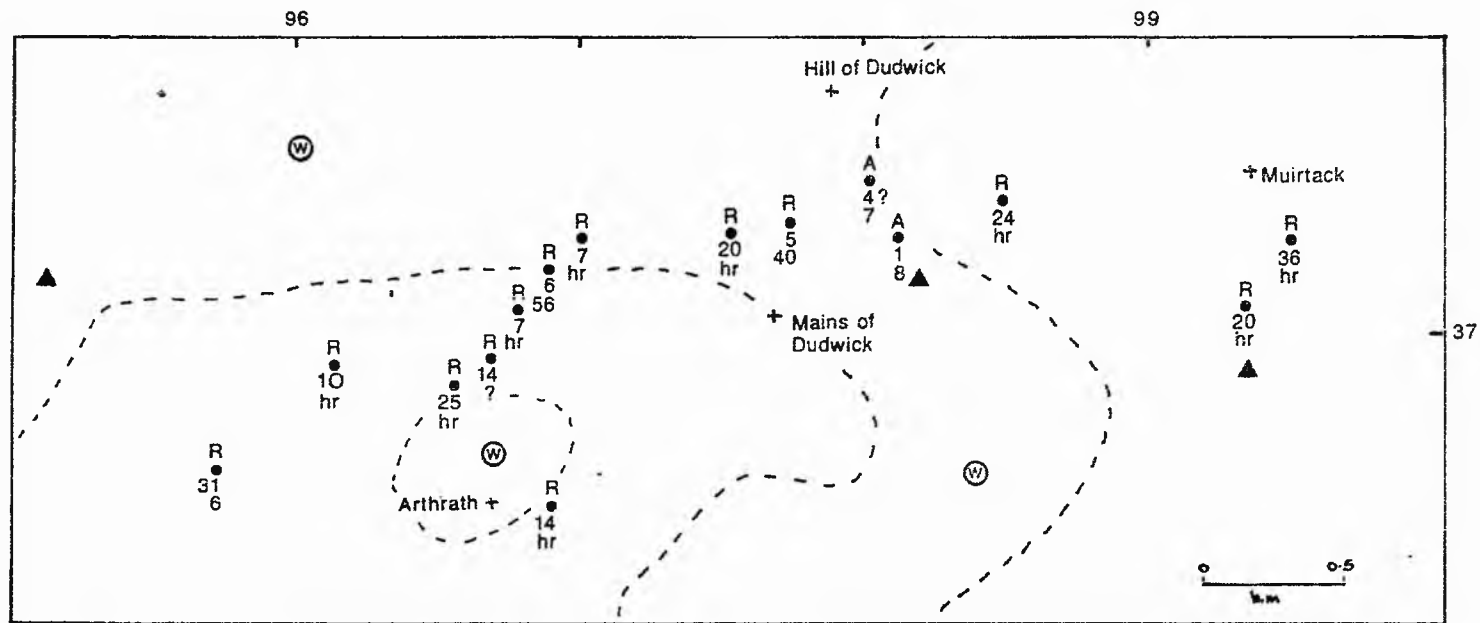 96
99
Hill of Dudwick
W
A
4?
7
Muirtack
R
24
hr
R
7
hr
R
20
hr
R
5
40
A
1
8
R
36
hr
R
6
56
R
7
hr
Mains of
Dudwick
R
20
hr
37
R
10
hr
R
14
?
R
25
hr
W
W
R
31
6
Arthrath
R
14
hr
0
0.5
km